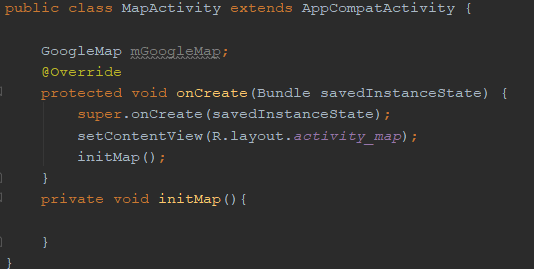 public class MapActivity extends AppCompatActivity {
GoogleMap mGoogleMap;
@Override
protected void onCreate(Bundle savedInstanceState) {
super.onCreate(savedInstanceState);
setContentView(R.layout.activity_map);
initMap();
}
private void initMap(){
}
}